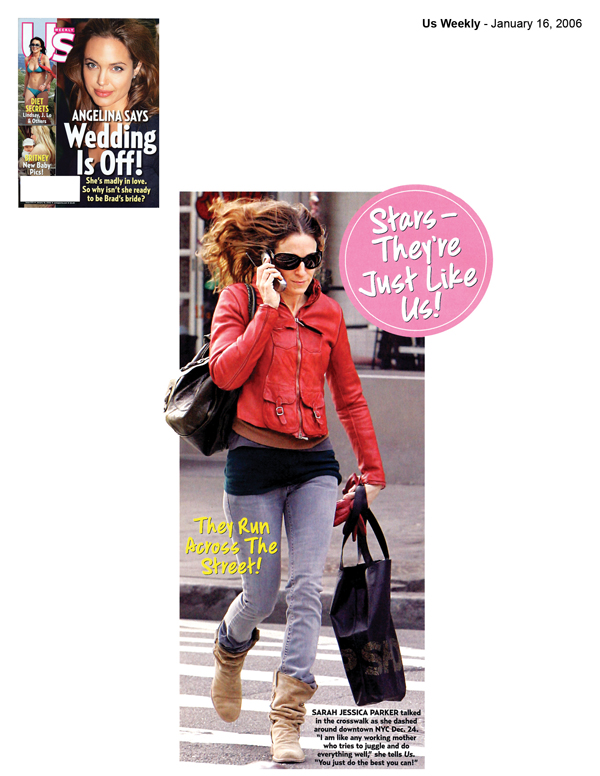 Us Weekly - January 16, 2006
Us
WEEKLY
DIET
SECRETS
Lindsay, J. Lo
& Others
BRITNEY
New Baby
Pics!
ANGELINA SAYS
Wedding
Is Off!
She's madly in love.
So why isn't she ready
to be Brad's bride?
Stars –
They're
Just Like
Us!
They Run
Across The
Street!
SARAH JESSICA PARKER talked
in the crosswalk as she dashed
around downtown NYC Dec. 24.
"I am like any working mother
who tries to juggle and do
everything well," she tells Us.
"You just do the best you can!"